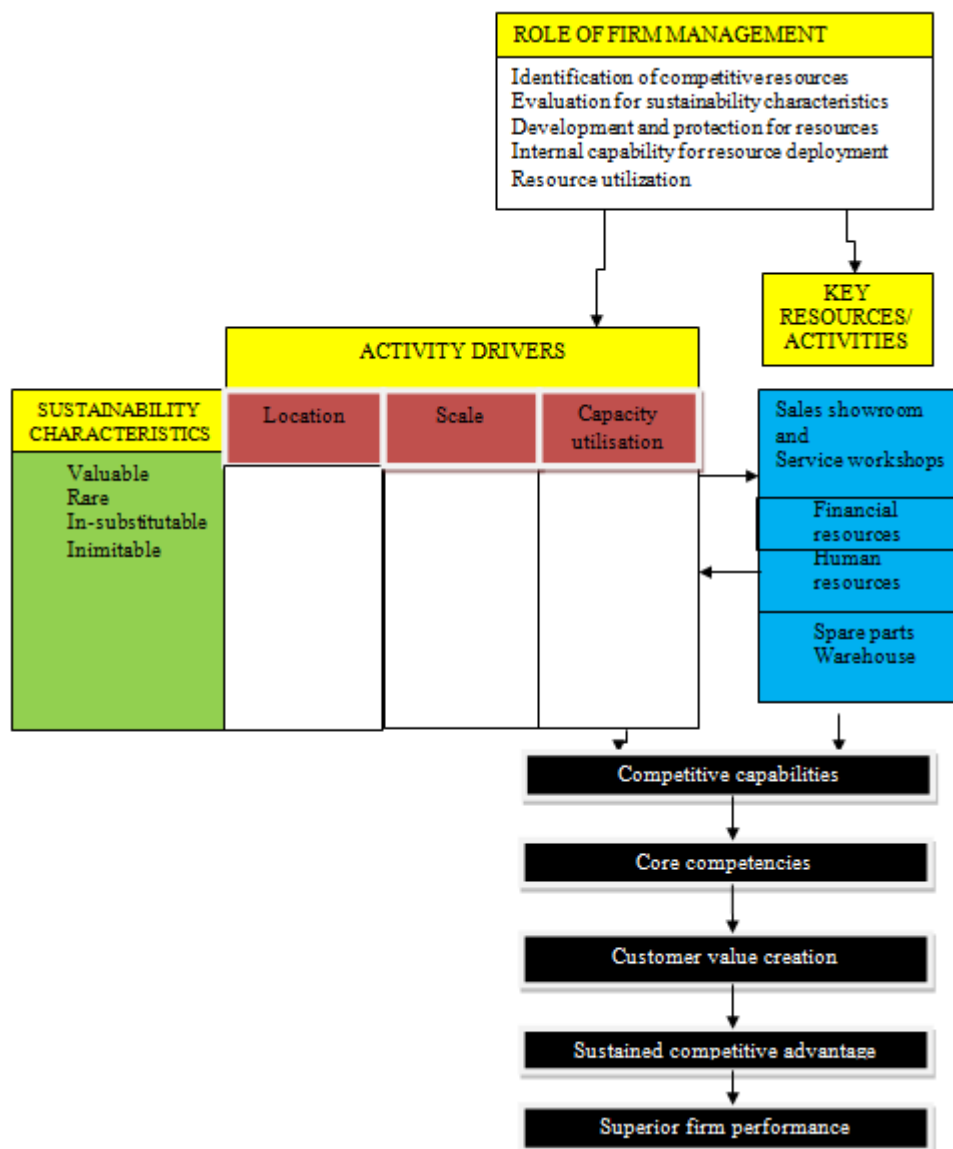 ROLE OF FIRM MANAGEMENT
Identification of competitive resources
Evaluation for sustainability characteristics
Development and protection for resources
Internal capability for resource deployment
Resource utilization
KEY
RESOURCES/
ACTIVITIES
ACTIVITY DRIVERS
SUSTAINABILITY
CHARACTERISTICS
Location
Scale
Capacity
utilisation
Valuable
Rare
In-substitutable
Inimitable
Sales showroom
and
Service workshops
Financial
resources
Human
resources
Spare parts
Warehouse
Competitive capabilities
Core competencies
Customer value creation
Sustained competitive advantage
Superior firm performance